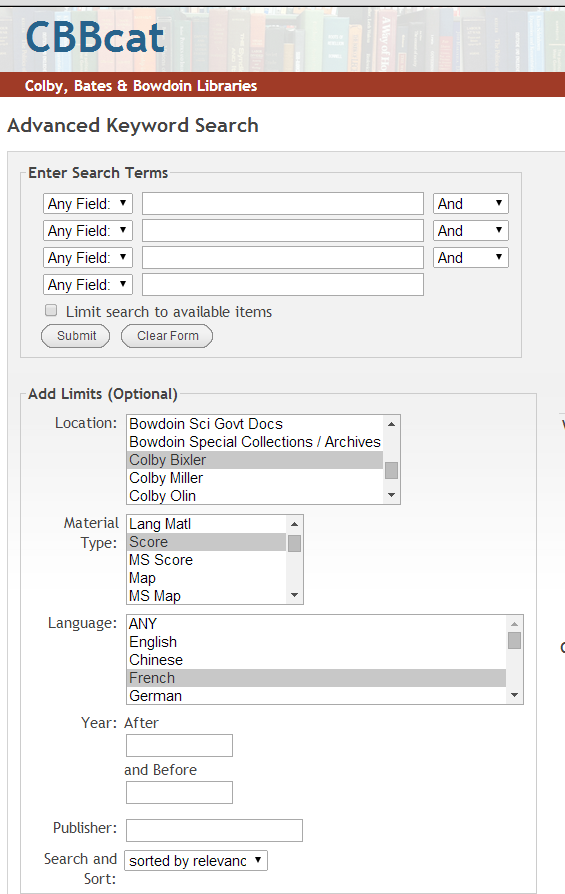 CBBcat
Colby, Bates & Bowdoin Libraries
Advanced Keyword Search
Enter Search Terms
Any Field: And
Any Field: And
Any Field: And
Any Field:
Limit search to available items
Submit Clear Form
Add Limits (Optional)
Location:
Bowdoin Sci Govt Docs
Bowdoin Special Collections / Archives
Colby Bixler
Colby Miller
Colby Olin
Material Type:
Lang Matl
Score
MS Score
Map
MS Map
Language:
ANY
English
Chinese
French
German
Year: After
and Before
Publisher:
Search and Sort:
sorted by relevanc